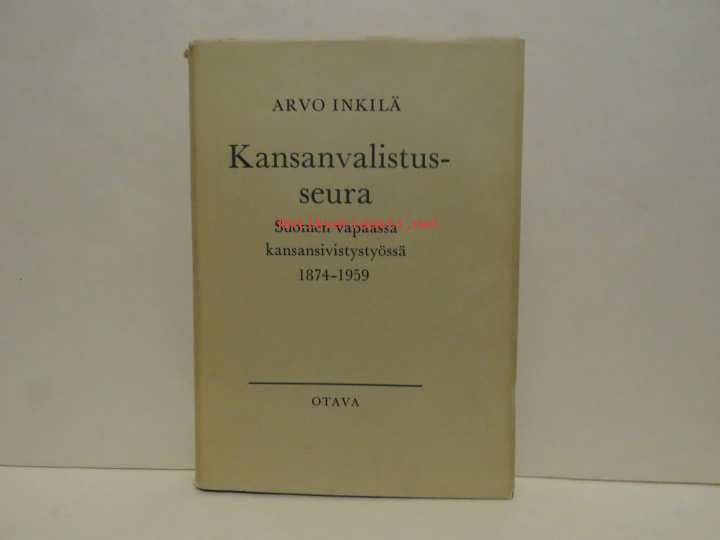 ARVO INKILÄ
Kansanvalistus-
seura
Suomen vapaassa
kansansivistystyössä
1874–1959
OTAVA